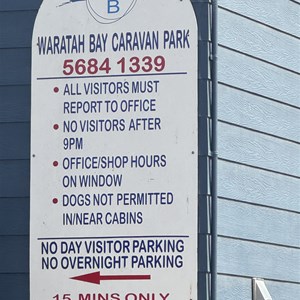 B
WARATAH BAY CARAVAN PARK
5684 1339
• ALL VISITORS MUST
REPORT TO OFFICE
• NO VISITORS AFTER
9PM
• OFFICE/SHOP HOURS
ON WINDOW
• DOGS NOT PERMITTED
IN/NEAR CABINS
NO DAY VISITOR PARKING
NO OVERNIGHT PARKING
15 MINS ONLY